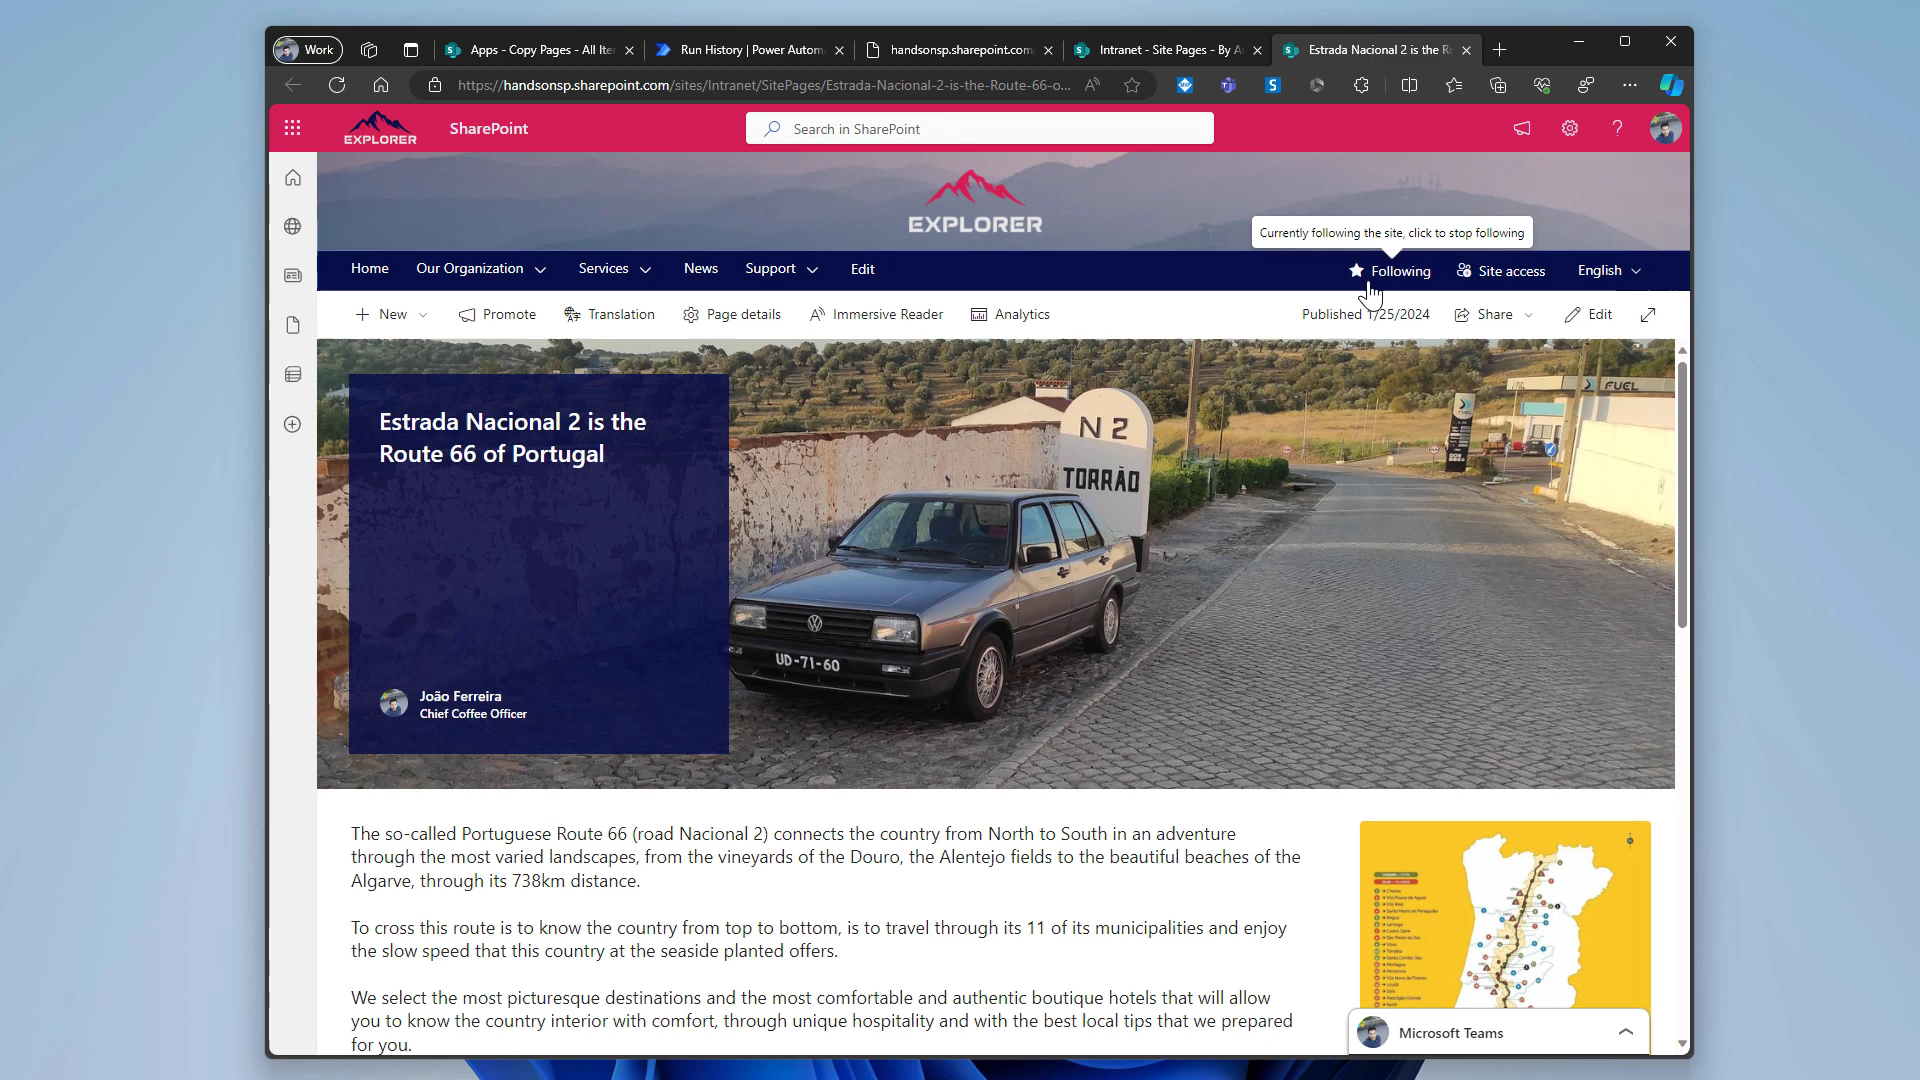 Work
Apps - Copy Pages - All Ite
Run History | Power Autom
handsonsp.sharepoint.com
Intranet - Site Pages - By A
Estrada Nacional 2 is the R
https://handsonsp.sharepoint.com/sites/Intranet/SitePages/Estrada-Nacional-2-is-the-Route-66-o...
EXPLORER
SharePoint
Search in SharePoint
EXPLORER
Currently following the site, click to stop following
Home
Our Organization
Services
News
Support
Edit
Following
Site access
English
New
Promote
Translation
Page details
Immersive Reader
Analytics
Published 1/25/2024
Share
Edit
Estrada Nacional 2 is the
Route 66 of Portugal
João Ferreira
Chief Coffee Officer
N 2
TORRÃO
FUEL
UD-71-60
The so-called Portuguese Route 66 (road Nacional 2) connects the country from North to South in an adventure
through the most varied landscapes, from the vineyards of the Douro, the Alentejo fields to the beautiful beaches of the
Algarve, through its 738km distance.
To cross this route is to know the country from top to bottom, is to travel through its 11 of its municipalities and enjoy
the slow speed that this country at the seaside planted offers.
We select the most picturesque destinations and the most comfortable and authentic boutique hotels that will allow
you to know the country interior with comfort, through unique hospitality and with the best local tips that we prepared
for you.
Microsoft Teams